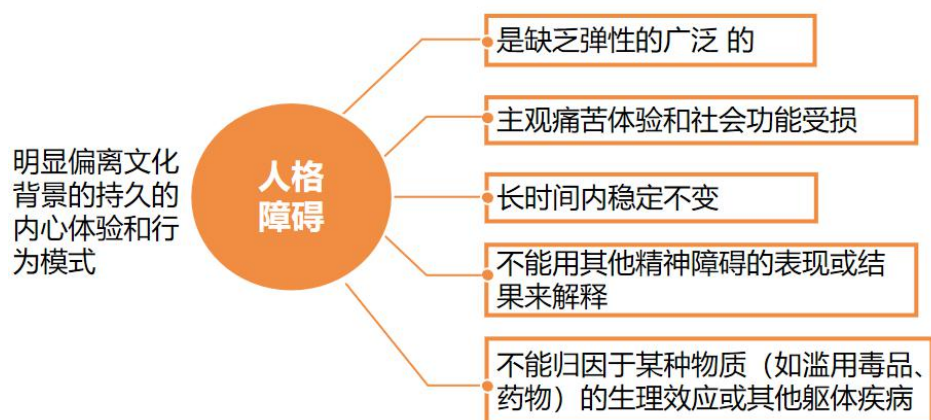 明显偏离文化
背景的持久的
内心体验和行
为模式
人格
障碍
是缺乏弹性的广泛 的
主观痛苦体验和社会功能受损
长时间内稳定不变
不能用其他精神障碍的表现或结
果来解释
不能归因于某种物质（如滥用毒品、
药物）的生理效应或其他躯体疾病